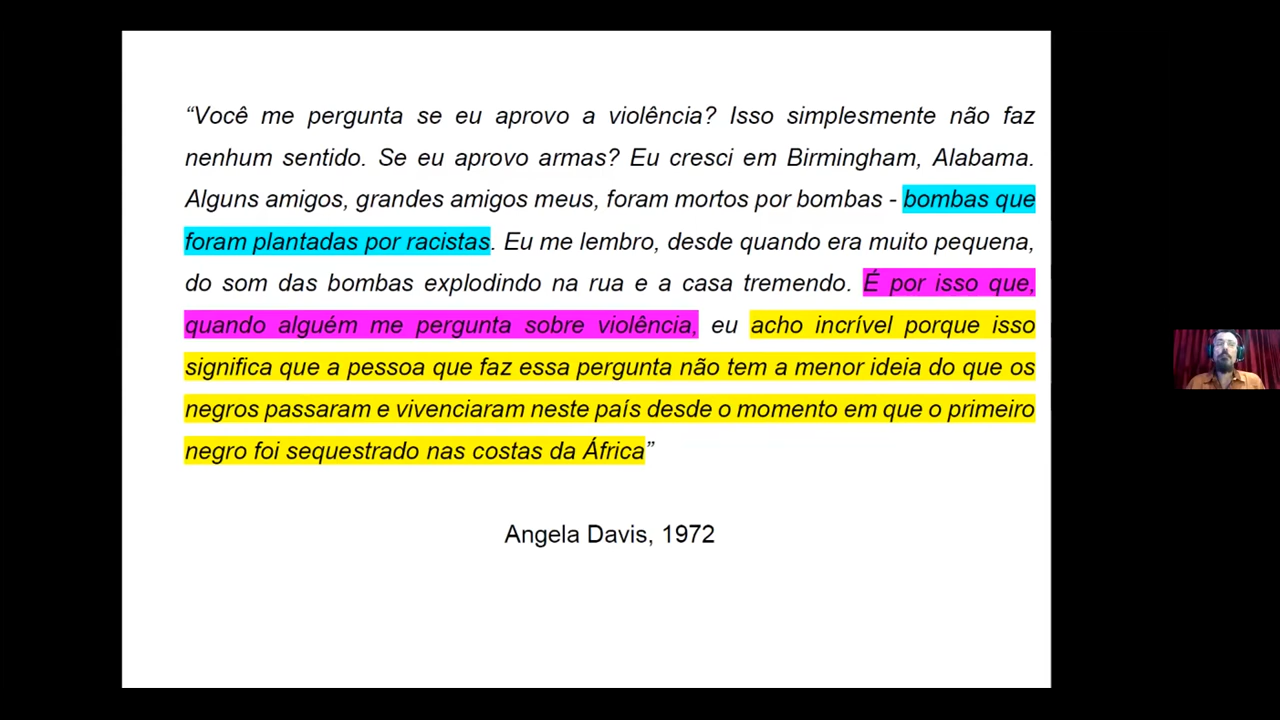 “Você me pergunta se eu aprovo a violência? Isso simplesmente não faz
nenhum sentido. Se eu aprovo armas? Eu cresci em Birmingham, Alabama.
Alguns amigos, grandes amigos meus, foram mortos por bombas - bombas que
foram plantadas por racistas. Eu me lembro, desde quando era muito pequena,
do som das bombas explodindo na rua e a casa tremendo. É por isso que,
quando alguém me pergunta sobre violência, eu acho incrível porque isso
significa que a pessoa que faz essa pergunta não tem a menor ideia do que os
negros passaram e vivenciaram neste país desde o momento em que o primeiro
negro foi sequestrado nas costas da África”
Angela Davis, 1972